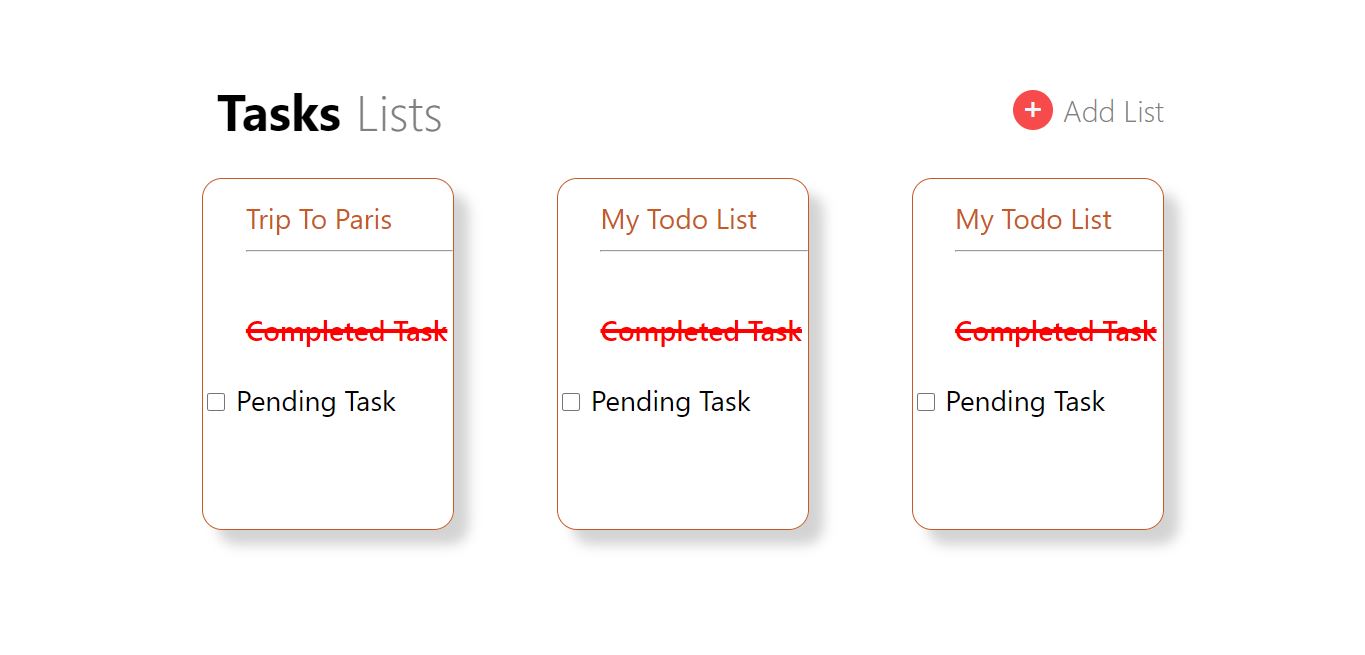 Tasks Lists
+ Add List
Trip To Paris
Completed Task
Pending Task
My Todo List
Completed Task
Pending Task
My Todo List
Completed Task
Pending Task